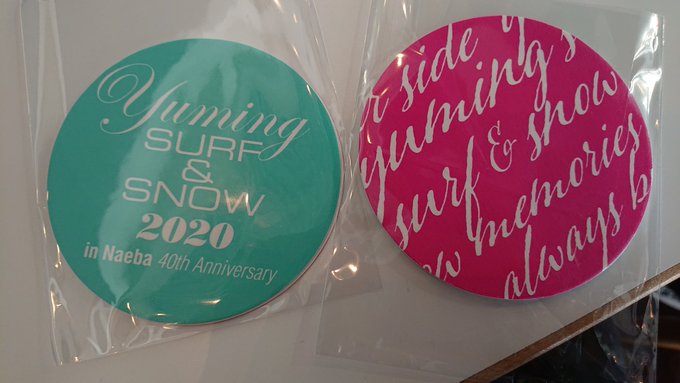 Yuming
SURF
&
SNOW
2020
in Naeba 40th Anniversary
r side y
yuming's
surf & snow
w memories
always b